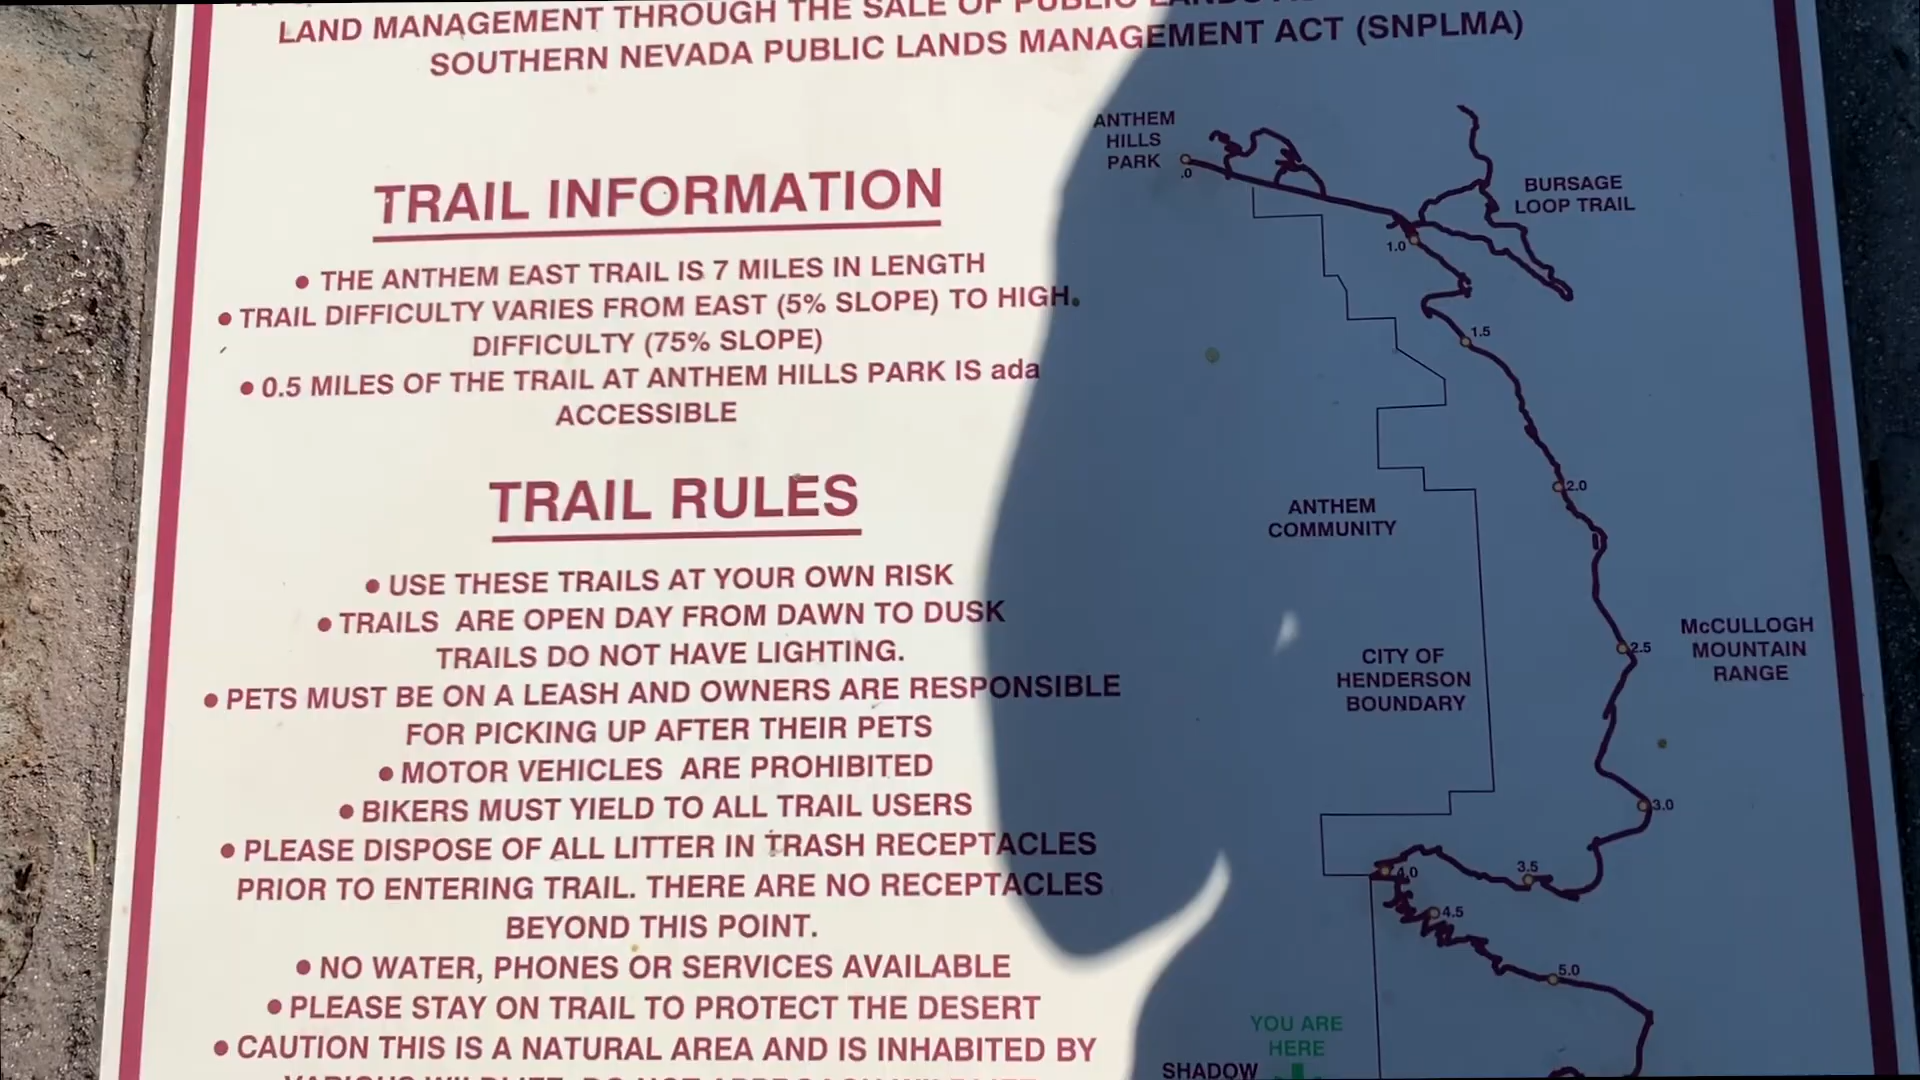 LAND MANAGEMENT THROUGH THE SALE OF PUBLIC LANDS
SOUTHERN NEVADA PUBLIC LANDS MANAGEMENT ACT (SNPLMA)
TRAIL INFORMATION
● THE ANTHEM EAST TRAIL IS 7 MILES IN LENGTH
● TRAIL DIFFICULTY VARIES FROM EAST (5% SLOPE) TO HIGH.
DIFFICULTY (75% SLOPE)
● 0.5 MILES OF THE TRAIL AT ANTHEM HILLS PARK IS ada
ACCESSIBLE
TRAIL RULES
● USE THESE TRAILS AT YOUR OWN RISK
● TRAILS ARE OPEN DAY FROM DAWN TO DUSK
TRAILS DO NOT HAVE LIGHTING.
● PETS MUST BE ON A LEASH AND OWNERS ARE RESPONSIBLE
FOR PICKING UP AFTER THEIR PETS
● MOTOR VEHICLES ARE PROHIBITED
● BIKERS MUST YIELD TO ALL TRAIL USERS
● PLEASE DISPOSE OF ALL LITTER IN TRASH RECEPTACLES
PRIOR TO ENTERING TRAIL. THERE ARE NO RECEPTACLES
BEYOND THIS POINT.
● NO WATER, PHONES OR SERVICES AVAILABLE
● PLEASE STAY ON TRAIL TO PROTECT THE DESERT
● CAUTION THIS IS A NATURAL AREA AND IS INHABITED BY
VARIOUS WILDLIFE. DO NOT APPROACH WILDLIFE
ANTHEM
HILLS
PARK
.0
BURSAGE
LOOP TRAIL
1.0
1.5
2.0
ANTHEM
COMMUNITY
2.5
McCULLOGH
MOUNTAIN
RANGE
CITY OF
HENDERSON
BOUNDARY
3.0
3.5
4.0
4.5
5.0
YOU ARE
HERE
SHADOW